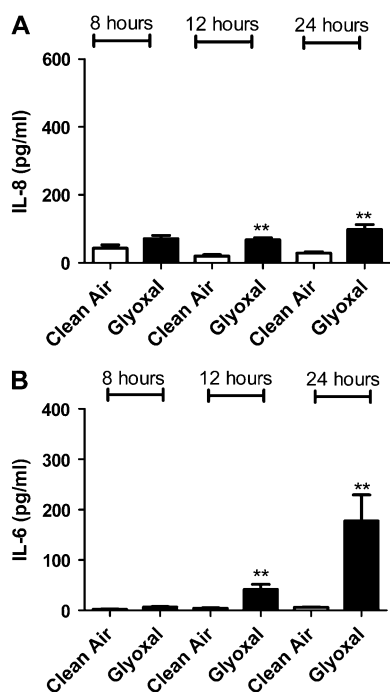 A
8 hours 12 hours 24 hours
IL-8 (pg/ml)
600
400
200
0
** **
Clean Air Glyoxal Clean Air Glyoxal Clean Air Glyoxal
B
8 hours 12 hours 24 hours
IL-6 (pg/ml)
400
300
200
100
0
** **
Clean Air Glyoxal Clean Air Glyoxal Clean Air Glyoxal